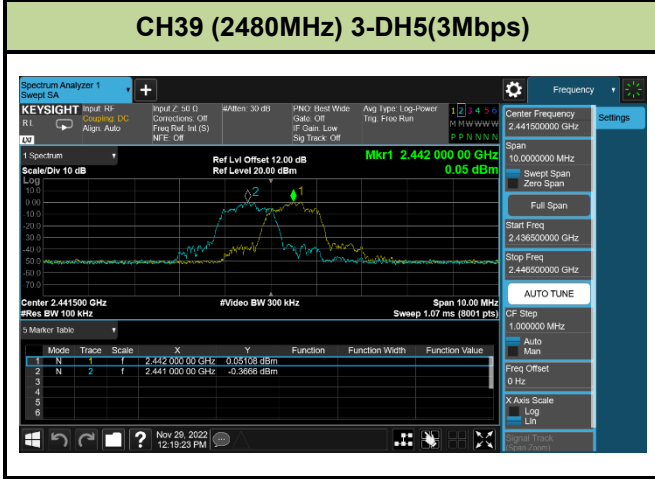 CH39 (2480MHz) 3-DH5(3Mbps)
Spectrum Analyzer 1
Swept SA
+
Frequency
KEYSIGHT
Input: RF
Coupling: DC
Align: Auto
Input Z: 50 Ω
Corrections: Off
Freq Ref: Int (S)
NFE: Off
#Atten: 30 dB
PNO: Best Wide
Gate: Off
IF Gain: Low
Sig Track: Off
Avg Type: Log-Power
Trig: Free Run
1 2 3 4 5 6
M M W W W W
P P N N N N
RL
LXI
1 Spectrum
Scale/Div 10 dB
Ref Lvl Offset 12.00 dB
Ref Level 20.00 dBm
Mkr1 2.442 000 00 GHz
0.05 dBm
Log
10.0
0.00
-10.0
-20.0
-30.0
-40.0
-50.0
-60.0
-70.0
2
1
Center 2.441500 GHz
#Res BW 100 kHz
#Video BW 300 kHz
Span 10.00 MHz
Sweep 1.07 ms (8001 pts)
5 Marker Table
Mode Trace Scale X Y Function Function Width Function Value
1 N 1 f 2.442 000 00 GHz 0.05108 dBm
2 N 2 f 2.441 000 00 GHz -0.3666 dBm
3
4
5
6
Nov 29, 2022
12:19:23 PM
?
Center Frequency
2.441500000 GHz
Settings
Span
10.0000000 MHz
Swept Span
Zero Span
Full Span
Start Freq
2.436500000 GHz
Stop Freq
2.446500000 GHz
AUTO TUNE
CF Step
1.000000 MHz
Auto
Man
Freq Offset
0 Hz
X Axis Scale
Log
Lin
Signal Track
(Span Zoom)